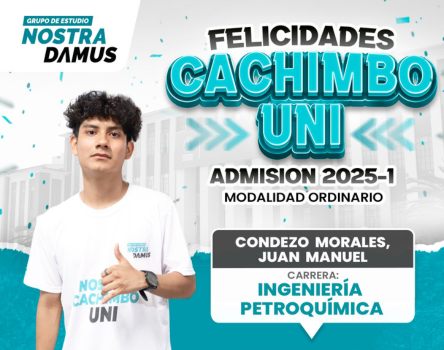 GRUPO DE ESTUDIO
NOSTRA
DAMUS
FELICIDADES
CACHIMBO
UNI
ADMISION 2025-1
MODALIDAD ORDINARIO
CONDEZO MORALES,
JUAN MANUEL
CARRERA:
INGENIERÍA
PETROQUÍMICA
NOSTRA
DAMUS
NOS
CACHIMBO
UNI